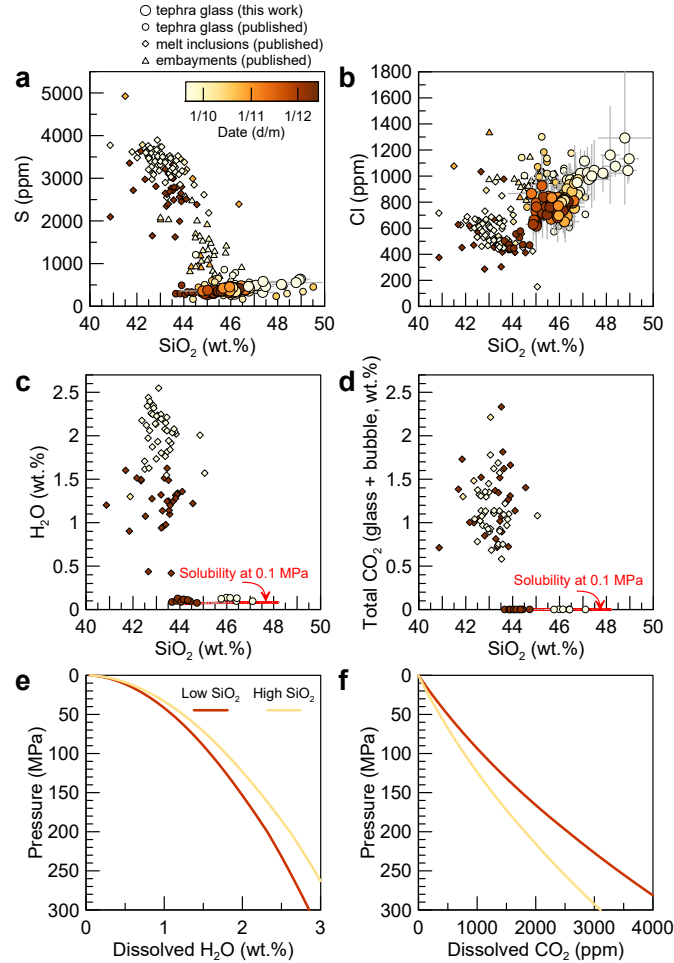 tephra glass (this work)
tephra glass (published)
melt inclusions (published)
embayments (published)
a
b
1/10 1/11 1/12
Date (d/m)
S (ppm)
5000
4000
3000
2000
1000
0
40 42 44 46 48 50
SiO₂ (wt.%)
Cl (ppm)
1800
1600
1400
1200
1000
800
600
400
200
0
40 42 44 46 48 50
SiO₂ (wt.%)
c
H₂O (wt.%)
2.5
2
1.5
1
0.5
0
Solubility at 0.1 MPa
40 42 44 46 48 50
SiO₂ (wt.%)
d
Total CO₂ (glass + bubble, wt.%)
2.5
2
1.5
1
0.5
0
Solubility at 0.1 MPa
40 42 44 46 48 50
SiO₂ (wt.%)
e
Low SiO₂ High SiO₂
Pressure (MPa)
0
50
100
150
200
250
300
0 1 2 3
Dissolved H₂O (wt.%)
f
Pressure (MPa)
0
50
100
150
200
250
300
0 1000 2000 3000 4000
Dissolved CO₂ (ppm)